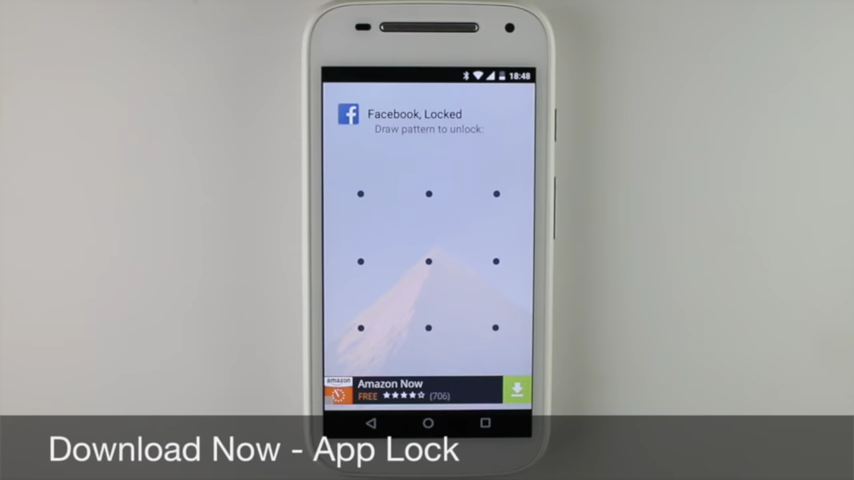 18:48
Facebook, Locked
Draw pattern to unlock:
amazon
Amazon Now
FREE (706)
Download Now - App Lock